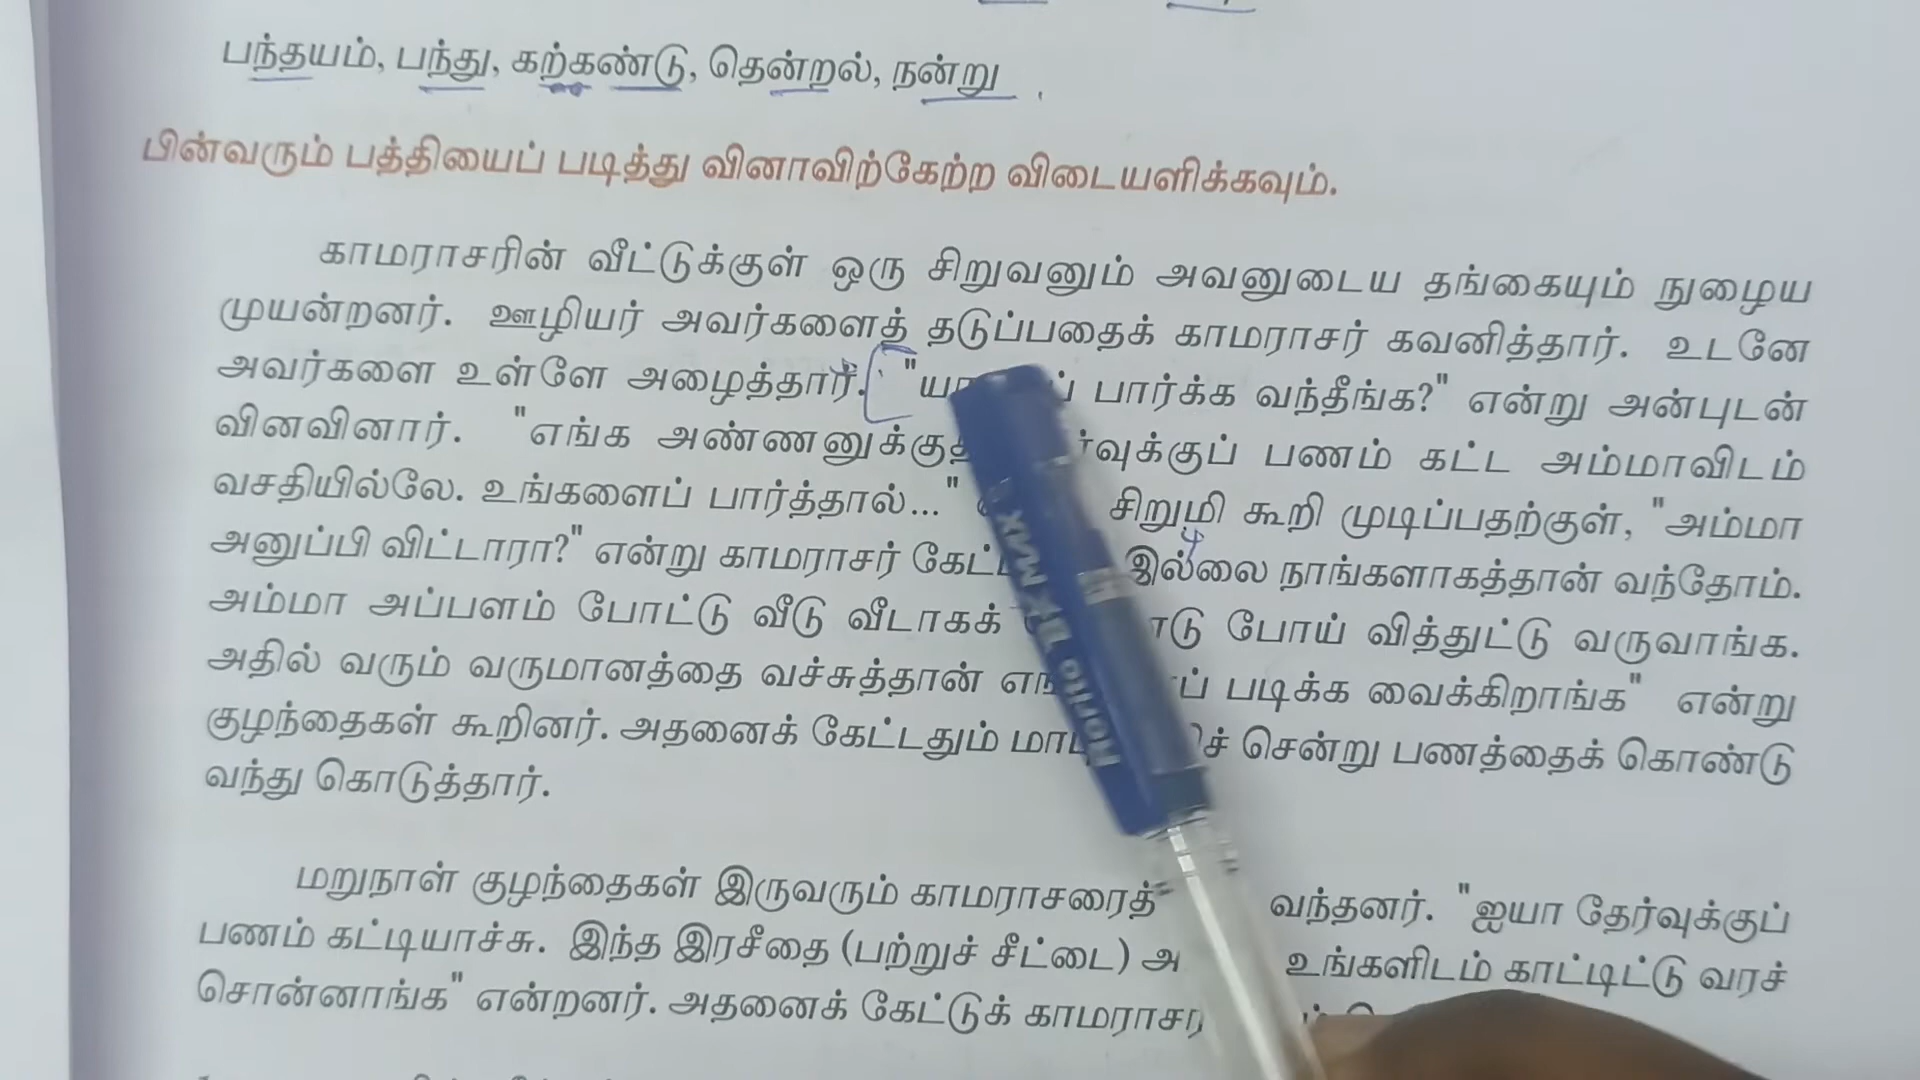 பந்தயம், பந்து, கற்கண்டு, தென்றல், நன்று
பின்வரும் பத்தியைப் படித்து வினாவிற்கேற்ற விடையளிக்கவும்.
காமராசரின் வீட்டுக்குள் ஒரு சிறுவனும் அவனுடைய தங்கையும் நுழைய
முயன்றனர். ஊழியர் அவர்களைத் தடுப்பதைக் காமராசர் கவனித்தார். உடனே
அவர்களை உள்ளே அழைத்தார். பார்க்க வந்தீங்க?" என்று அன்புடன்
வினவினார். "எங்க அண்ணனுக்குத் பணம் கட்ட அம்மாவிடம்
வசதியில்லே. உங்களைப் பார்த்தால்..." சிறுமி கூறி முடிப்பதற்குள், "அம்மா
அனுப்பி விட்டாரா?" என்று காமராசர் இல்லை நாங்களாகத்தான் வந்தோம்.
அம்மா அப்பளம் போட்டு வீடு வீடாகக் போய் வித்துட்டு வருவாங்க.
அதில் வரும் வருமானத்தை வச்சுத்தான் படிக்க வைக்கிறாங்க" என்று
குழந்தைகள் கூறினர். அதனைக் கேட்டதும் சென்று பணத்தைக் கொண்டு
வந்து கொடுத்தார்.
மறுநாள் குழந்தைகள் இருவரும் காமராசரைத் வந்தனர். "ஐயா தேர்வுக்குப்
பணம் கட்டியாச்சு. இந்த இரசீதை (பற்றுச் சீட்டை) உங்களிடம் காட்டிட்டு வரச்
சொன்னாங்க" என்றனர். அதனைக் கேட்டுக்
Horilo